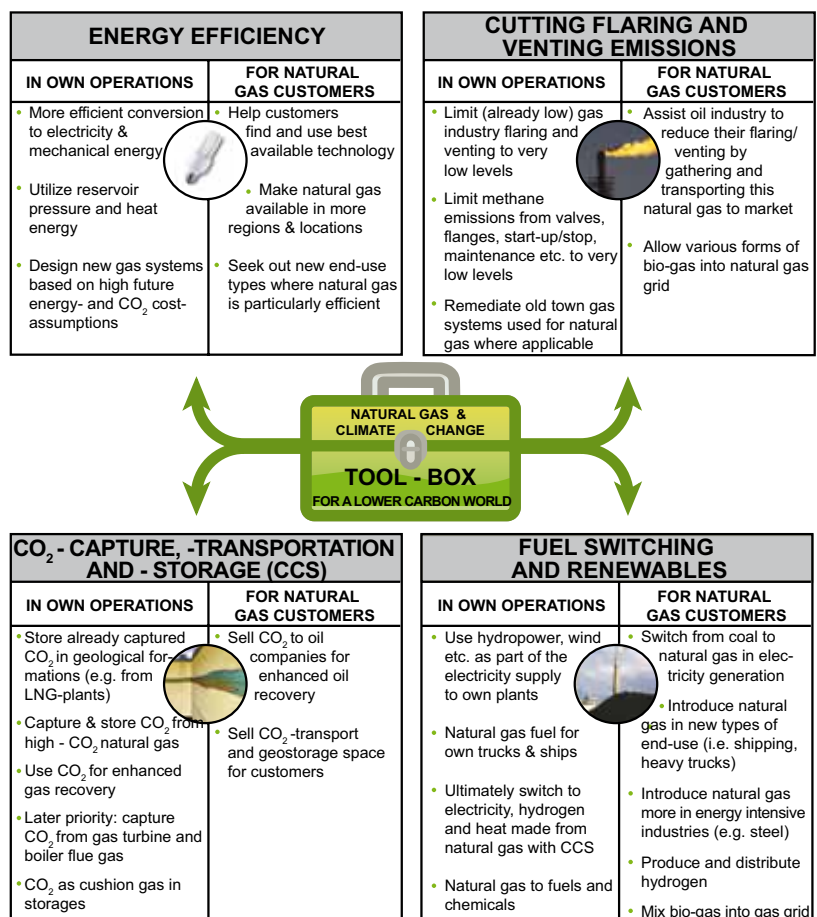 ENERGY EFFICIENCY
IN OWN OPERATIONS
• More efficient conversion
to electricity &
mechanical energy
• Utilize reservoir
pressure and heat
energy
• Design new gas systems
based on high future
energy- and CO₂ cost-
assumptions
FOR NATURAL
GAS CUSTOMERS
• Help customers
find and use best
available technology
• Make natural gas
available in more
regions & locations
• Seek out new end-use
types where natural gas
is particularly efficient
CUTTING FLARING AND
VENTING EMISSIONS
IN OWN OPERATIONS
• Limit (already low) gas
industry flaring and
venting to very
low levels
• Limit methane
emissions from valves,
flanges, start-up/stop,
maintenance etc. to very
low levels
• Remediate old town gas
systems used for natural
gas where applicable
FOR NATURAL
GAS CUSTOMERS
• Assist oil industry to
reduce their flaring/
venting by
gathering and
transporting this
natural gas to market
• Allow various forms of
bio-gas into natural gas
grid
NATURAL GAS &
CLIMATE CHANGE
TOOL - BOX
FOR A LOWER CARBON WORLD
CO₂ - CAPTURE, -TRANSPORTATION
AND - STORAGE (CCS)
IN OWN OPERATIONS
• Store already captured
CO₂ in geological for-
mations (e.g. from
LNG-plants)
• Capture & store CO₂ from
high - CO₂ natural gas
• Use CO₂ for enhanced
gas recovery
• Later priority: capture
CO₂ from gas turbine and
boiler flue gas
• CO₂ as cushion gas in
storages
FOR NATURAL
GAS CUSTOMERS
• Sell CO₂ to oil
companies for
enhanced oil
recovery
• Sell CO₂ -transport
and geostorage space
for customers
FUEL SWITCHING
AND RENEWABLES
IN OWN OPERATIONS
• Use hydropower, wind
etc. as part of the
electricity supply
to own plants
• Natural gas fuel for
own trucks & ships
• Ultimately switch to
electricity, hydrogen
and heat made from
natural gas with CCS
• Natural gas to fuels and
chemicals
FOR NATURAL
GAS CUSTOMERS
• Switch from coal to
natural gas in elec-
tricity generation
• Introduce natural
gas in new types of
end-use (i.e. shipping,
heavy trucks)
• Introduce natural gas
more in energy intensive
industries (e.g. steel)
• Produce and distribute
hydrogen
• Mix bio-gas into gas grid